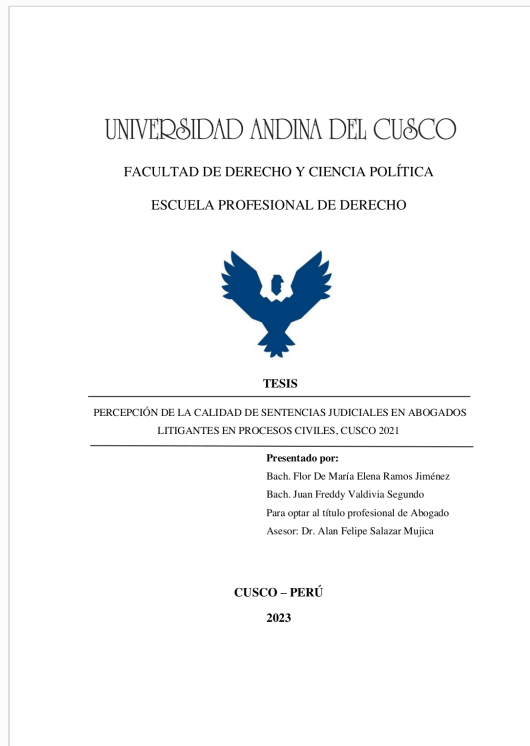 UNIVERSIDAD ANDINA DEL CUSCO
FACULTAD DE DERECHO Y CIENCIA POLÍTICA
ESCUELA PROFESIONAL DE DERECHO
TESIS
PERCEPCIÓN DE LA CALIDAD DE SENTENCIAS JUDICIALES EN ABOGADOS
LITIGANTES EN PROCESOS CIVILES, CUSCO 2021
Presentado por:
Bach. Flor De María Elena Ramos Jiménez
Bach. Juan Freddy Valdivia Segundo
Para optar al título profesional de Abogado
Asesor: Dr. Alan Felipe Salazar Mujica
CUSCO – PERÚ
2023